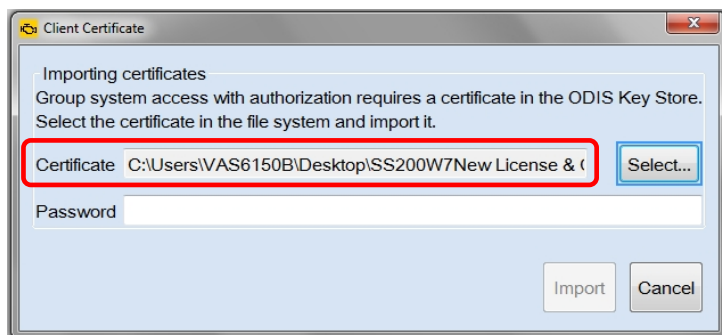 Client Certificate
Importing certificates
Group system access with authorization requires a certificate in the ODIS Key Store.
Select the certificate in the file system and import it.
Certificate C:\Users\VAS6150B\Desktop\SS200W7New License & Select...
Password
Import Cancel